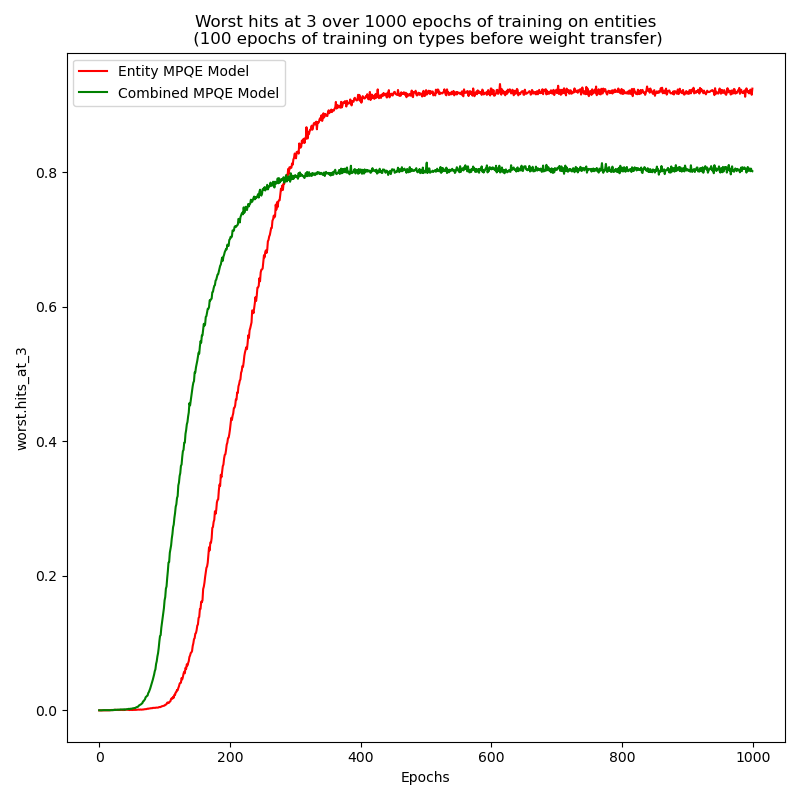 Worst hits at 3 over 1000 epochs of training on entities
(100 epochs of training on types before weight transfer)
Entity MPQE Model
Combined MPQE Model
worst.hits_at_3
0.8
0.6
0.4
0.2
0.0
0 200 400 600 800 1000
Epochs